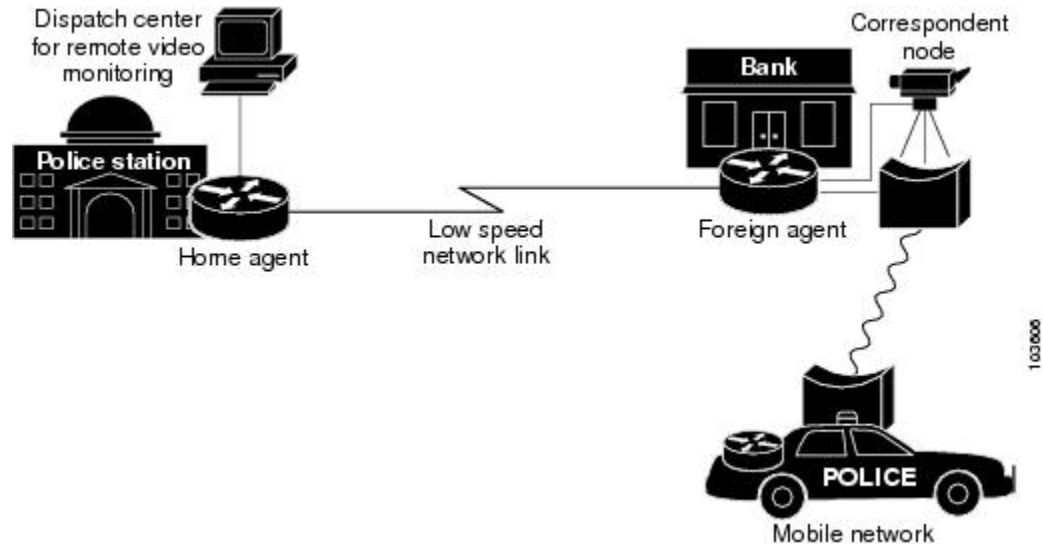 Dispatch center
for remote video
monitoring
Police station
Home agent
Low speed
network link
Bank
Foreign agent
Correspondent
node
103606
POLICE
Mobile network